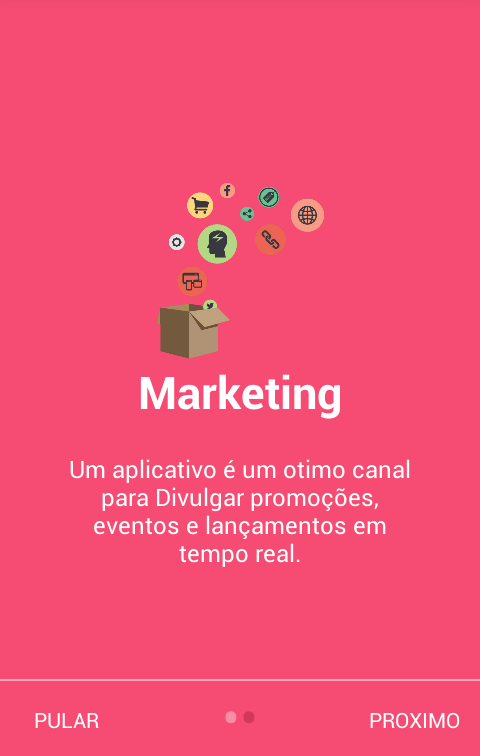 Marketing
Um aplicativo é um otimo canal
para Divulgar promoções,
eventos e lançamentos em
tempo real.
PULAR
PROXIMO